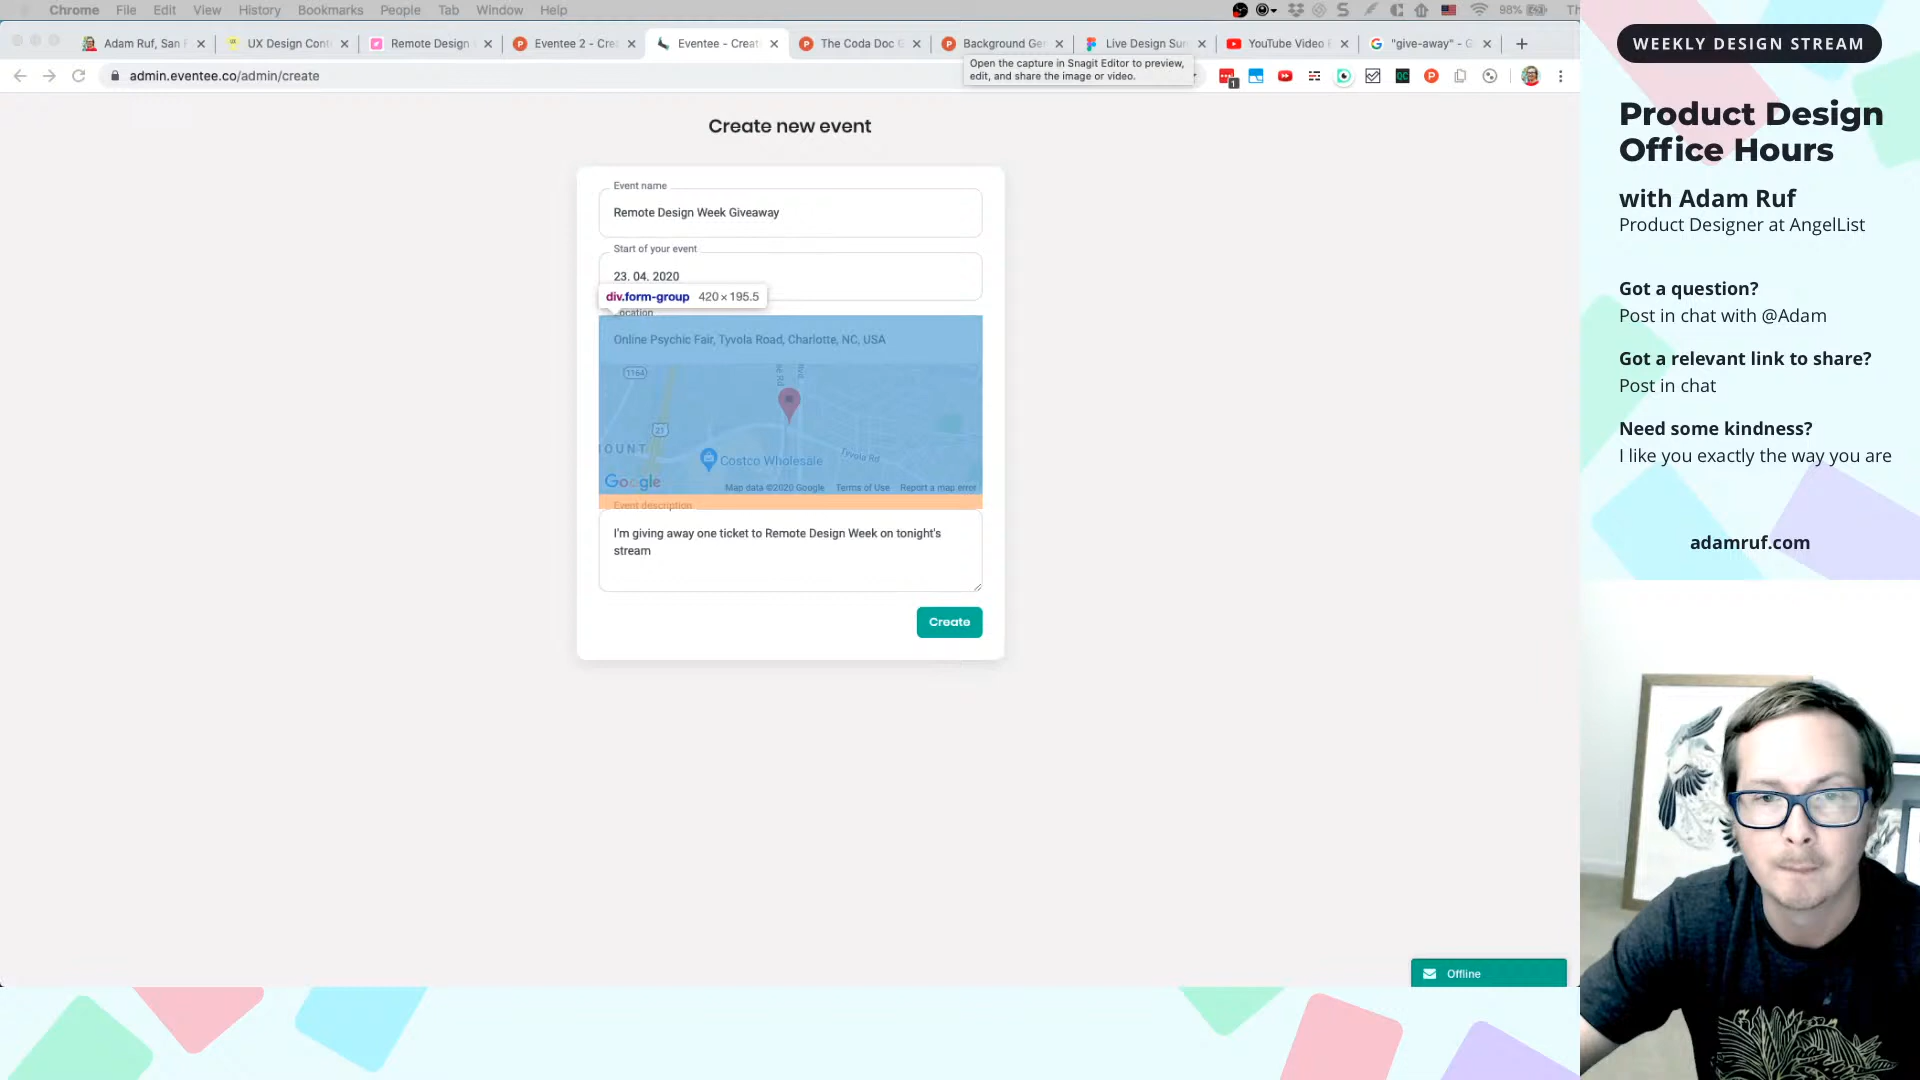 Chrome File Edit View History Bookmarks People Tab Window Help 98% Th
Adam Ruf, San F UX Design Cont Remote Design Eventee 2 - Cre Eventee - Creat The Coda Doc G Background Ge Live Design Sur YouTube Video "give-away" - G
Open the capture in Snagit Editor to preview,
edit, and share the image or video.
admin.eventee.co/admin/create
Create new event
Event name
Remote Design Week Giveaway
Start of your event
23. 04. 2020
div.form-group 420 × 195.5
Location
Online Psychic Fair, Tyvola Road, Charlotte, NC, USA
1164
21
MOUNT
Costco Wholesale
Tyvola Rd
Google
Map data ©2020 Google Terms of Use Report a map error
Event description
I'm giving away one ticket to Remote Design Week on tonight's
stream
Create
Offline
WEEKLY DESIGN STREAM
Product Design
Office Hours
with Adam Ruf
Product Designer at AngelList
Got a question?
Post in chat with @Adam
Got a relevant link to share?
Post in chat
Need some kindness?
I like you exactly the way you are
adamruf.com